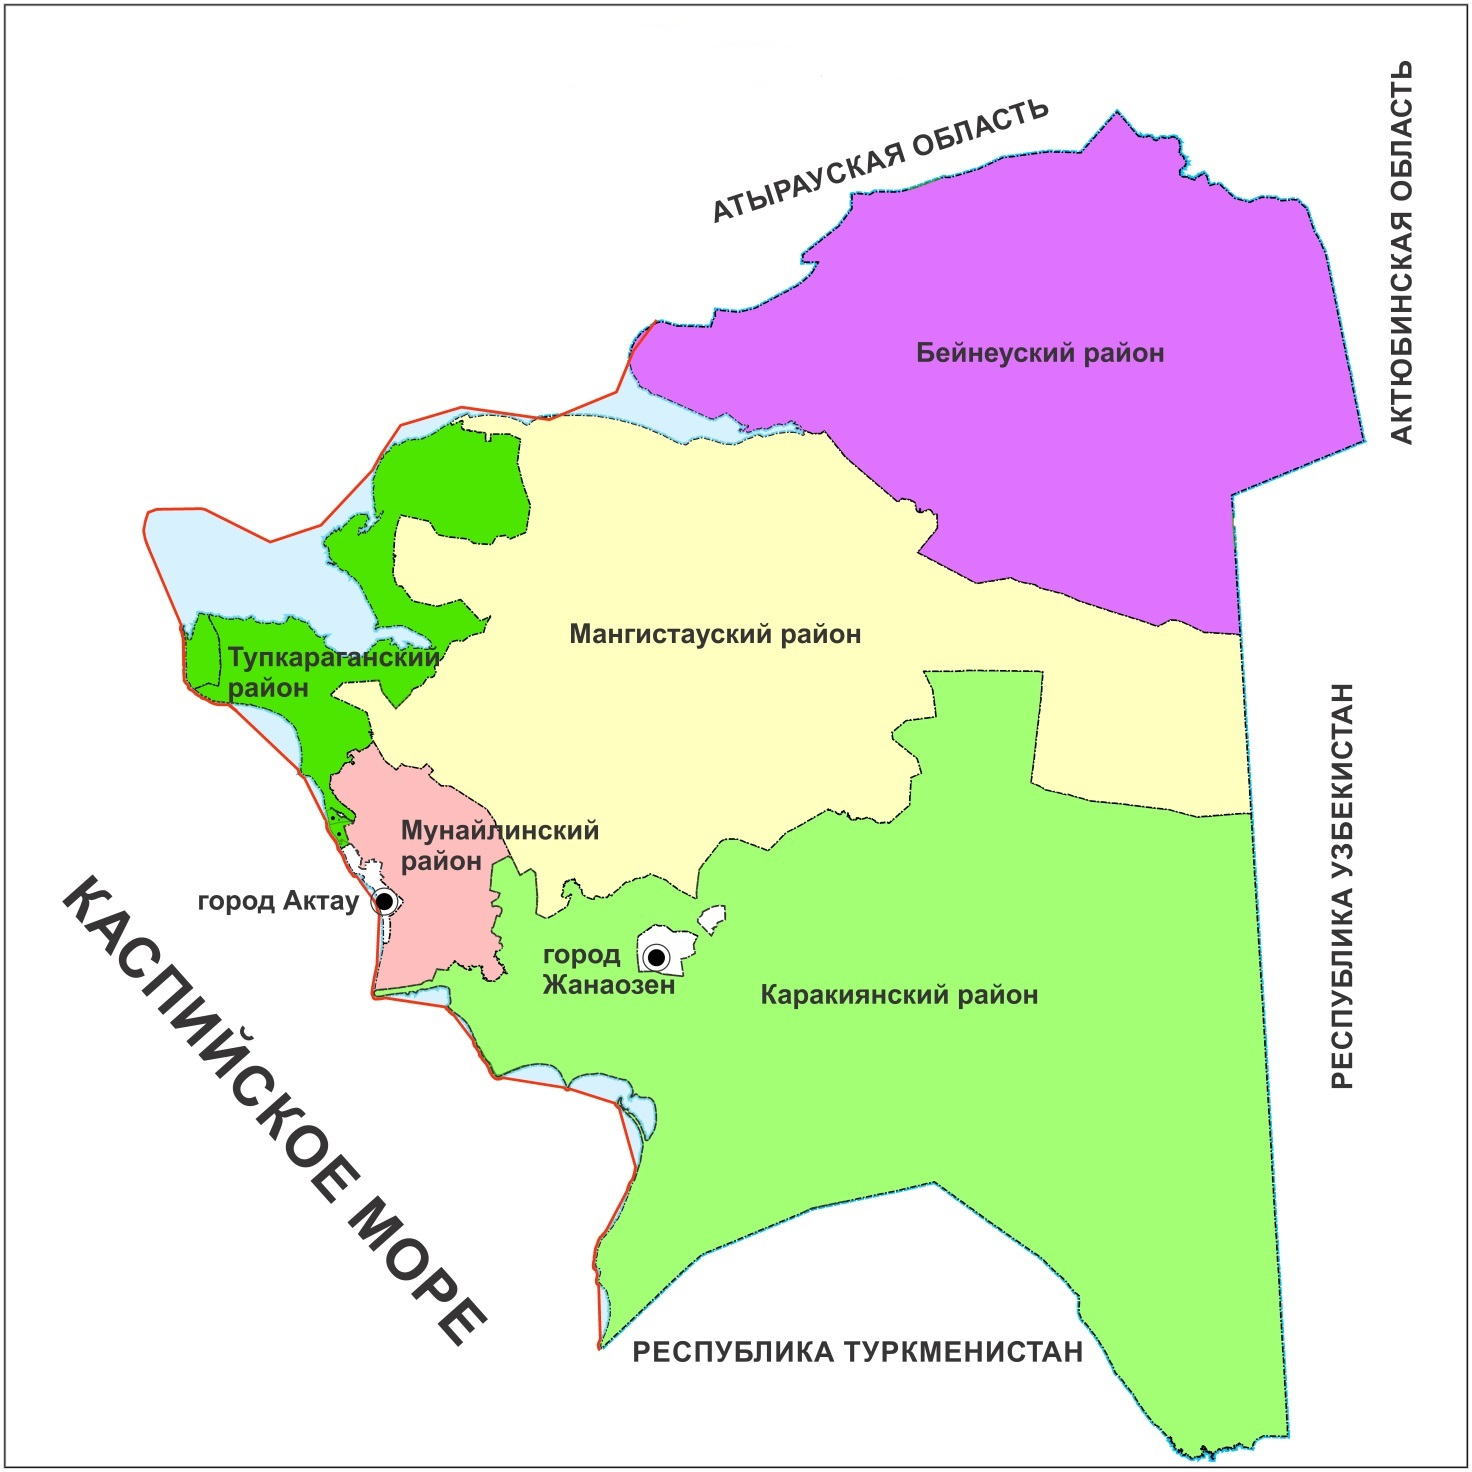 АТЫРАУСКАЯ ОБЛАСТЬ
АКТЮБИНСКАЯ ОБЛАСТЬ
Бейнеуский район
Мангистауский район
Тупкараганский
район
РЕСПУБЛИКА УЗБЕКИСТАН
Мунайлинский
район
город Актау
город
Жанаозен
Каракиянский район
КАСПИЙСКОЕ МОРЕ
РЕСПУБЛИКА ТУРКМЕНИСТАН